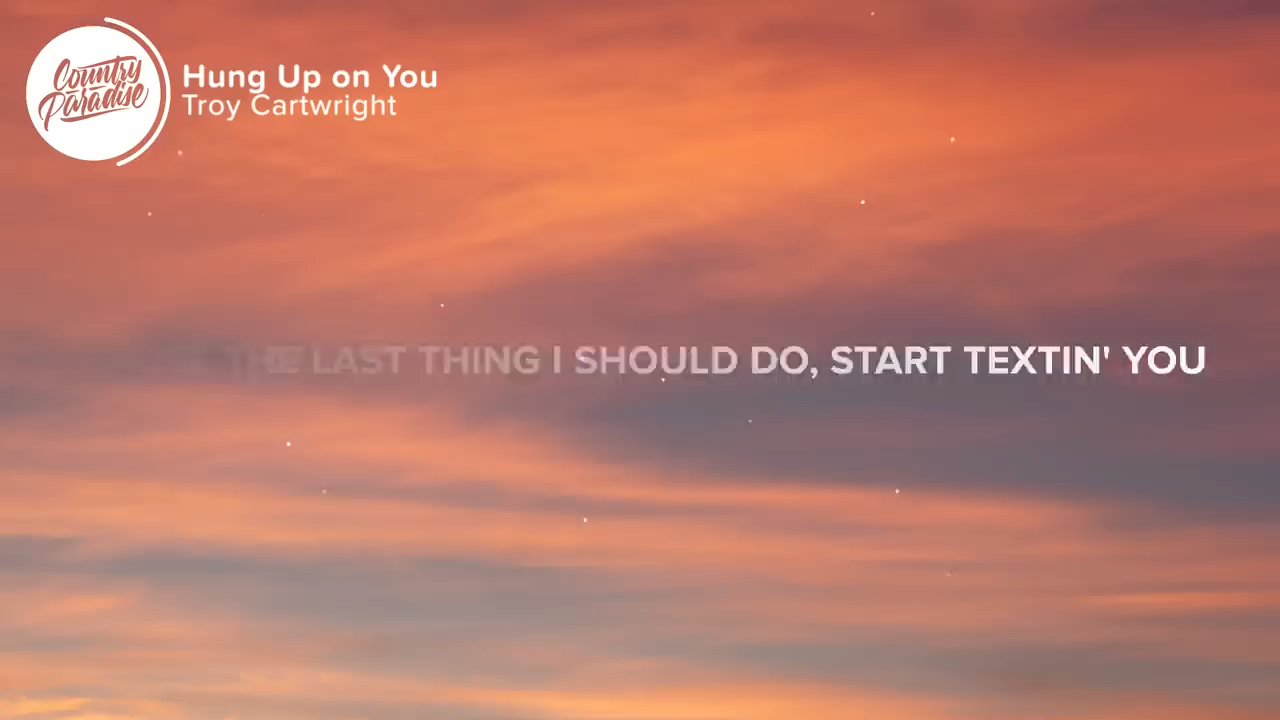 Country
Paradise
Hung Up on You
Troy Cartwright
THE LAST THING I SHOULD DO, START TEXTIN' YOU